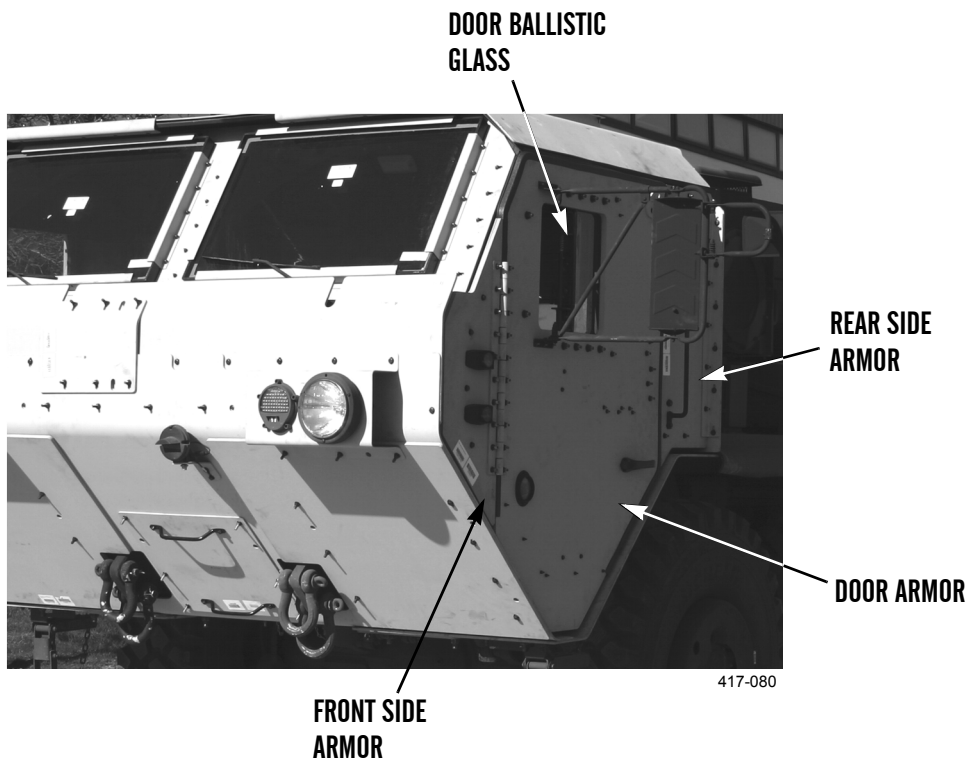 DOOR BALLISTIC
GLASS
REAR SIDE
ARMOR
DOOR ARMOR
417-080
FRONT SIDE
ARMOR